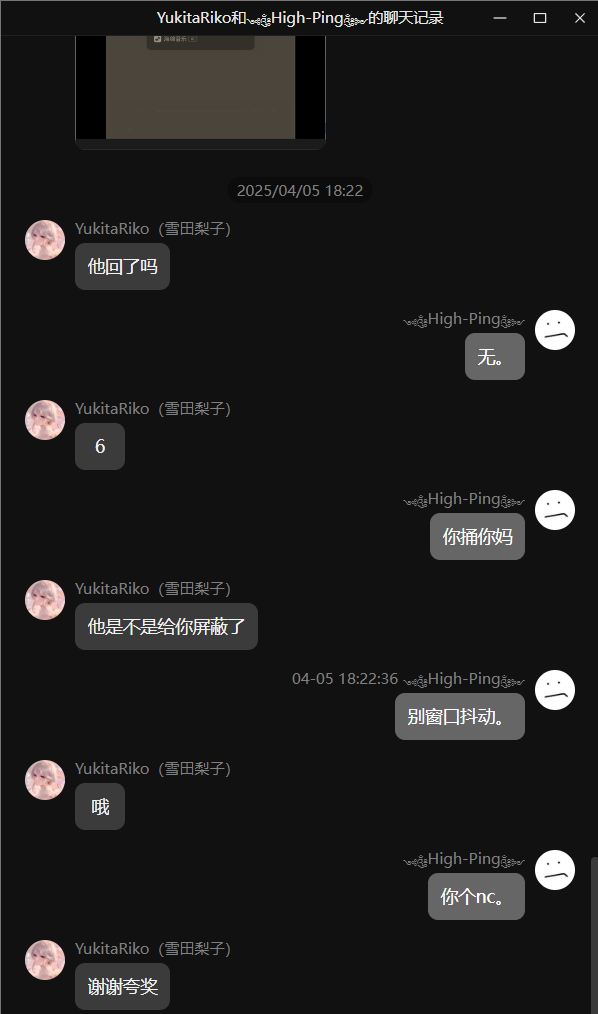 YukitaRiko和༺High-Ping༻的聊天记录
2025/04/05 18:22
YukitaRiko（雪田梨子）
他回了吗
༺High-Ping༻
无。
YukitaRiko（雪田梨子）
6
༺High-Ping༻
你捅你妈
YukitaRiko（雪田梨子）
他是不是给你屏蔽了
04-05 18:22:36 ༺High-Ping༻
别窗口抖动。
YukitaRiko（雪田梨子）
哦
༺High-Ping༻
你个nc。
YukitaRiko（雪田梨子）
谢谢夸奖